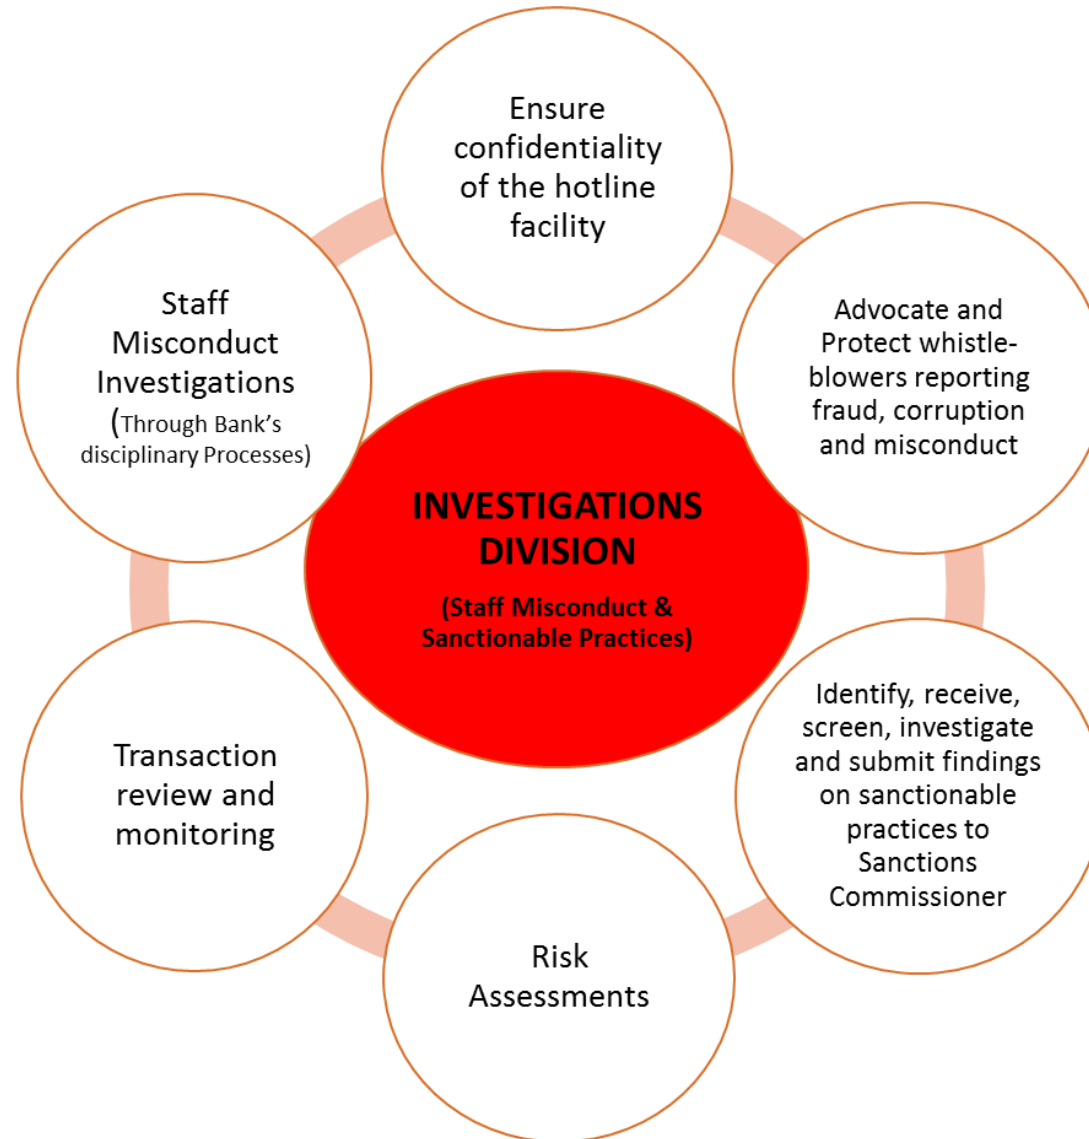 Ensure
confidentiality
of the hotline
facility
Advocate and
Protect whistle-
blowers reporting
fraud, corruption
and misconduct
Identify, receive,
screen, investigate
and submit findings
on sanctionable
practices to
Sanctions
Commissioner
Risk
Assessments
Transaction
review and
monitoring
Staff
Misconduct
Investigations
(Through Bank’s
disciplinary Processes)
INVESTIGATIONS
DIVISION
(Staff Misconduct &
Sanctionable Practices)